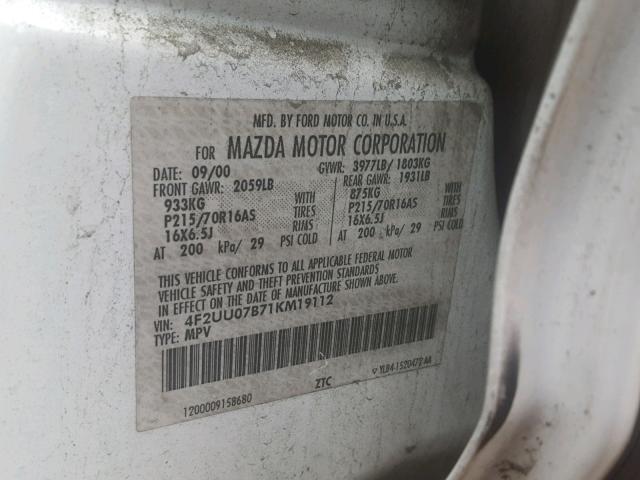 MFD. BY FORD MOTOR CO. IN U.S.A.
FOR MAZDA MOTOR CORPORATION
DATE: 09/00 GVWR: 3977LB/ 1803KG
FRONT GAWR: 2059LB REAR GAWR: 1931LB
933KG WITH 875KG WITH
P215/70R16AS TIRES P215/70R16AS TIRES
16X6.5J RIMS 16X6.5J RIMS
AT 200 kPa/ 29 PSI COLD AT 200 kPa/ 29 PSI COLD
THIS VEHICLE CONFORMS TO ALL APPLICABLE FEDERAL MOTOR
VEHICLE SAFETY AND THEFT PREVENTION STANDARDS
IN EFFECT ON THE DATE OF MANUFACTURE SHOWN ABOVE.
VIN: 4F2UU07B71KM19112
TYPE: MPV
1200009158680 ZTC